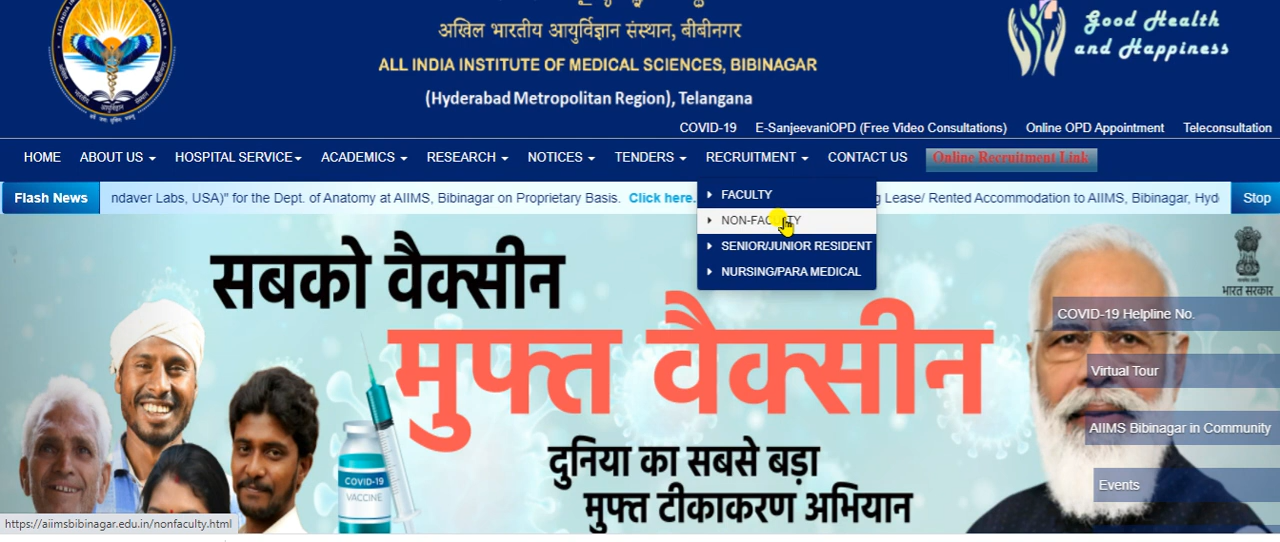 अखिल भारतीय आयुर्विज्ञान संस्थान, बीबीनगर
ALL INDIA INSTITUTE OF MEDICAL SCIENCES, BIBINAGAR
(Hyderabad Metropolitan Region), Telangana
Good Health
and Happiness
COVID-19 E-SanjeevaniOPD (Free Video Consultations) Online OPD Appointment Teleconsultation
HOME ABOUT US HOSPITAL SERVICE ACADEMICS RESEARCH NOTICES TENDERS RECRUITMENT CONTACT US Online Recruitment Link
Flash News ndaver Labs, USA)" for the Dept. of Anatomy at AIIMS, Bibinagar on Proprietary Basis. Click here. g Lease/ Rented Accommodation to AIIMS, Bibinagar, Hyd Stop
FACULTY
NON-FACULTY
SENIOR/JUNIOR RESIDENT
NURSING/PARA MEDICAL
सबको वैक्सीन
मुफ्त वैक्सीन
दुनिया का सबसे बड़ा
मुफ्त टीकाकरण अभियान
COVID-19
VACCINE
भारत सरकार
COVID-19 Helpline No.
Virtual Tour
AIIMS Bibinagar in Community
Events
https://aiimsbibinagar.edu.in/nonfaculty.html